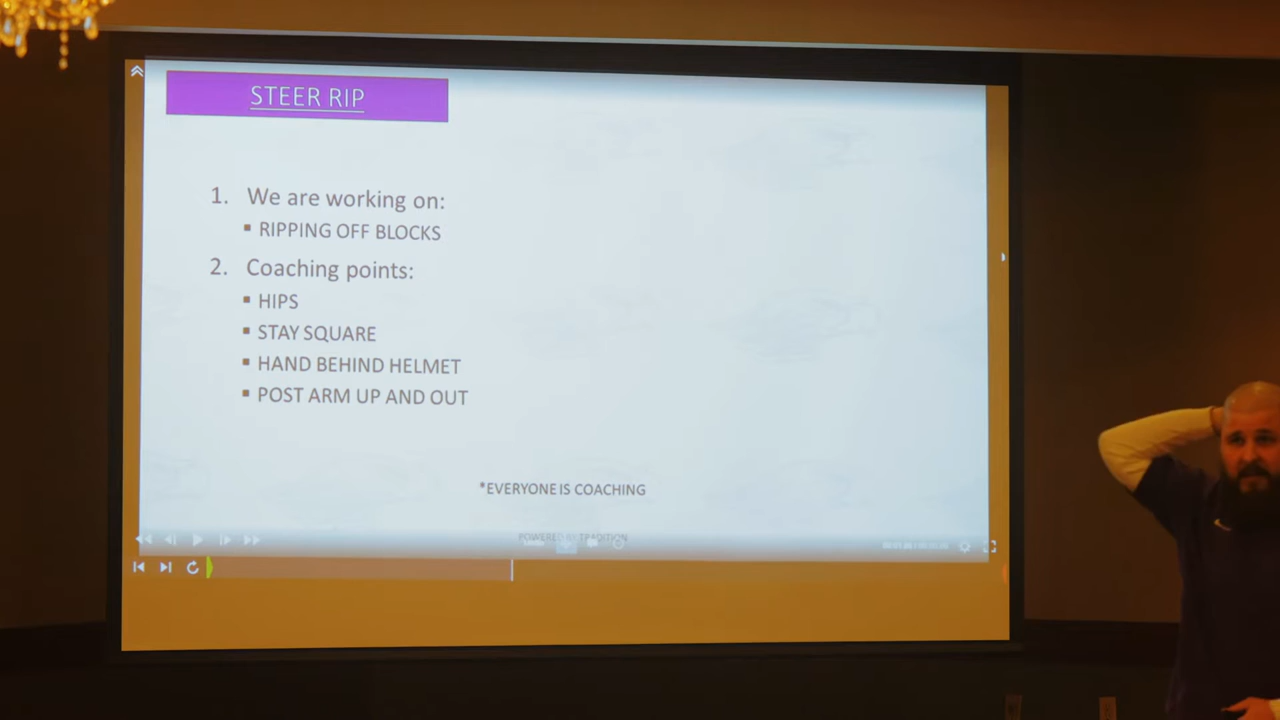 STEER RIP
1. We are working on:
▪ RIPPING OFF BLOCKS
2. Coaching points:
▪ HIPS
▪ STAY SQUARE
▪ HAND BEHIND HELMET
▪ POST ARM UP AND OUT
*EVERYONE IS COACHING
POWERED BY TRADITION